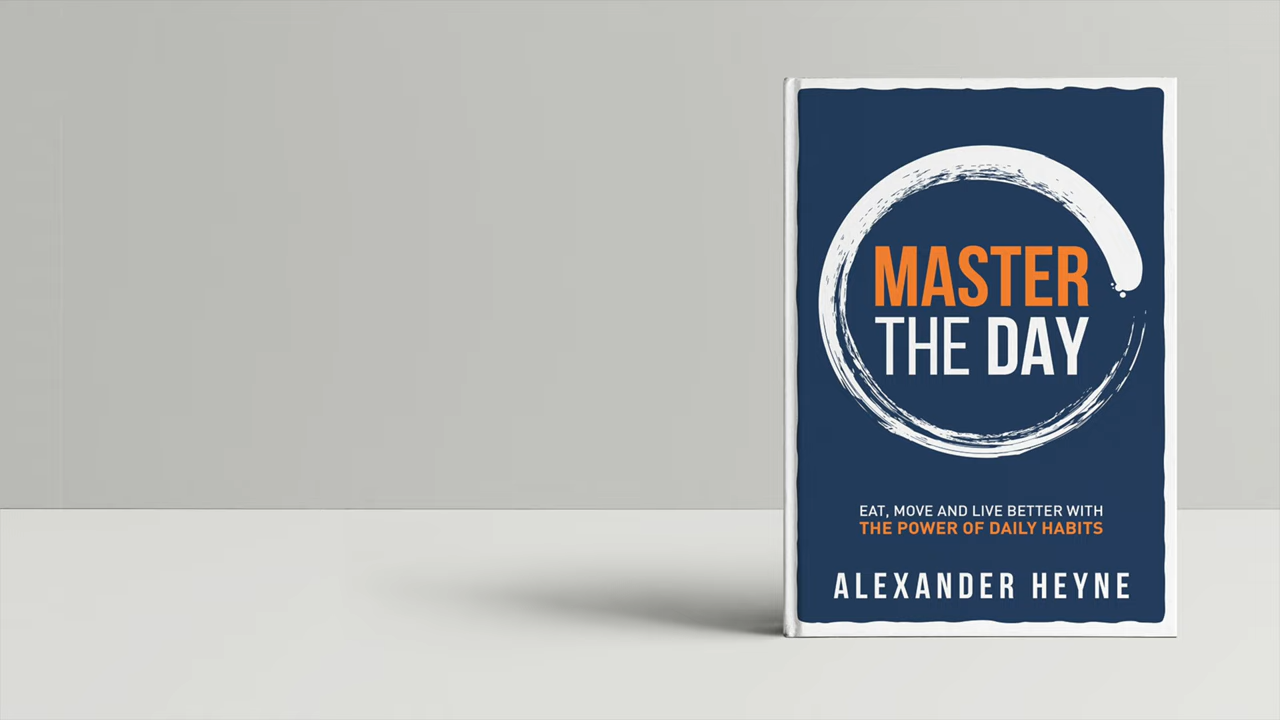 MASTER
THE DAY
EAT, MOVE AND LIVE BETTER WITH
THE POWER OF DAILY HABITS
ALEXANDER HEYNE